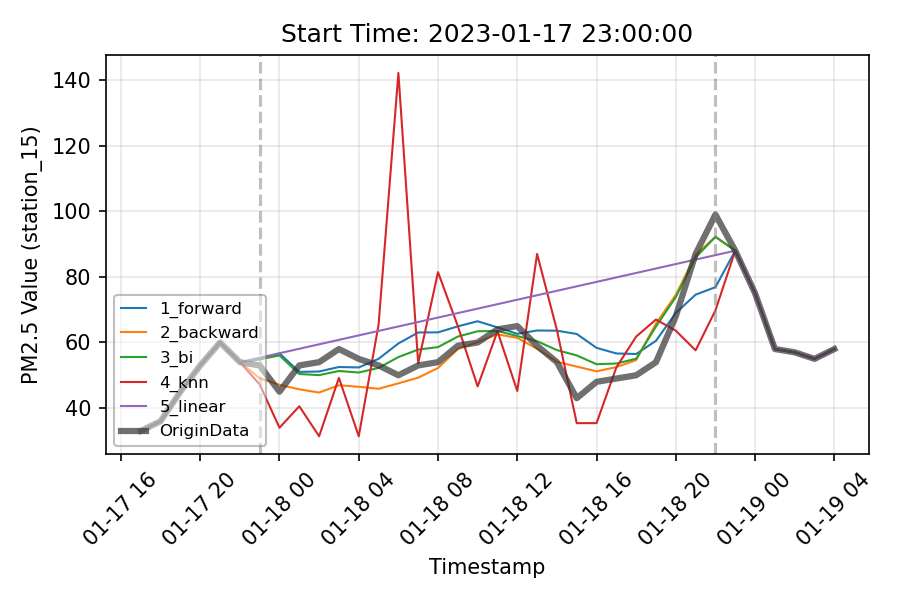 Start Time: 2023-01-17 23:00:00
PM2.5 Value (station_15)
140
120
100
80
60
40
1_forward
2_backward
3_bi
4_knn
5_linear
OriginData
01-17 16
01-17 20
01-18 00
01-18 04
01-18 08
01-18 12
01-18 16
01-18 20
01-19 00
01-19 04
Timestamp